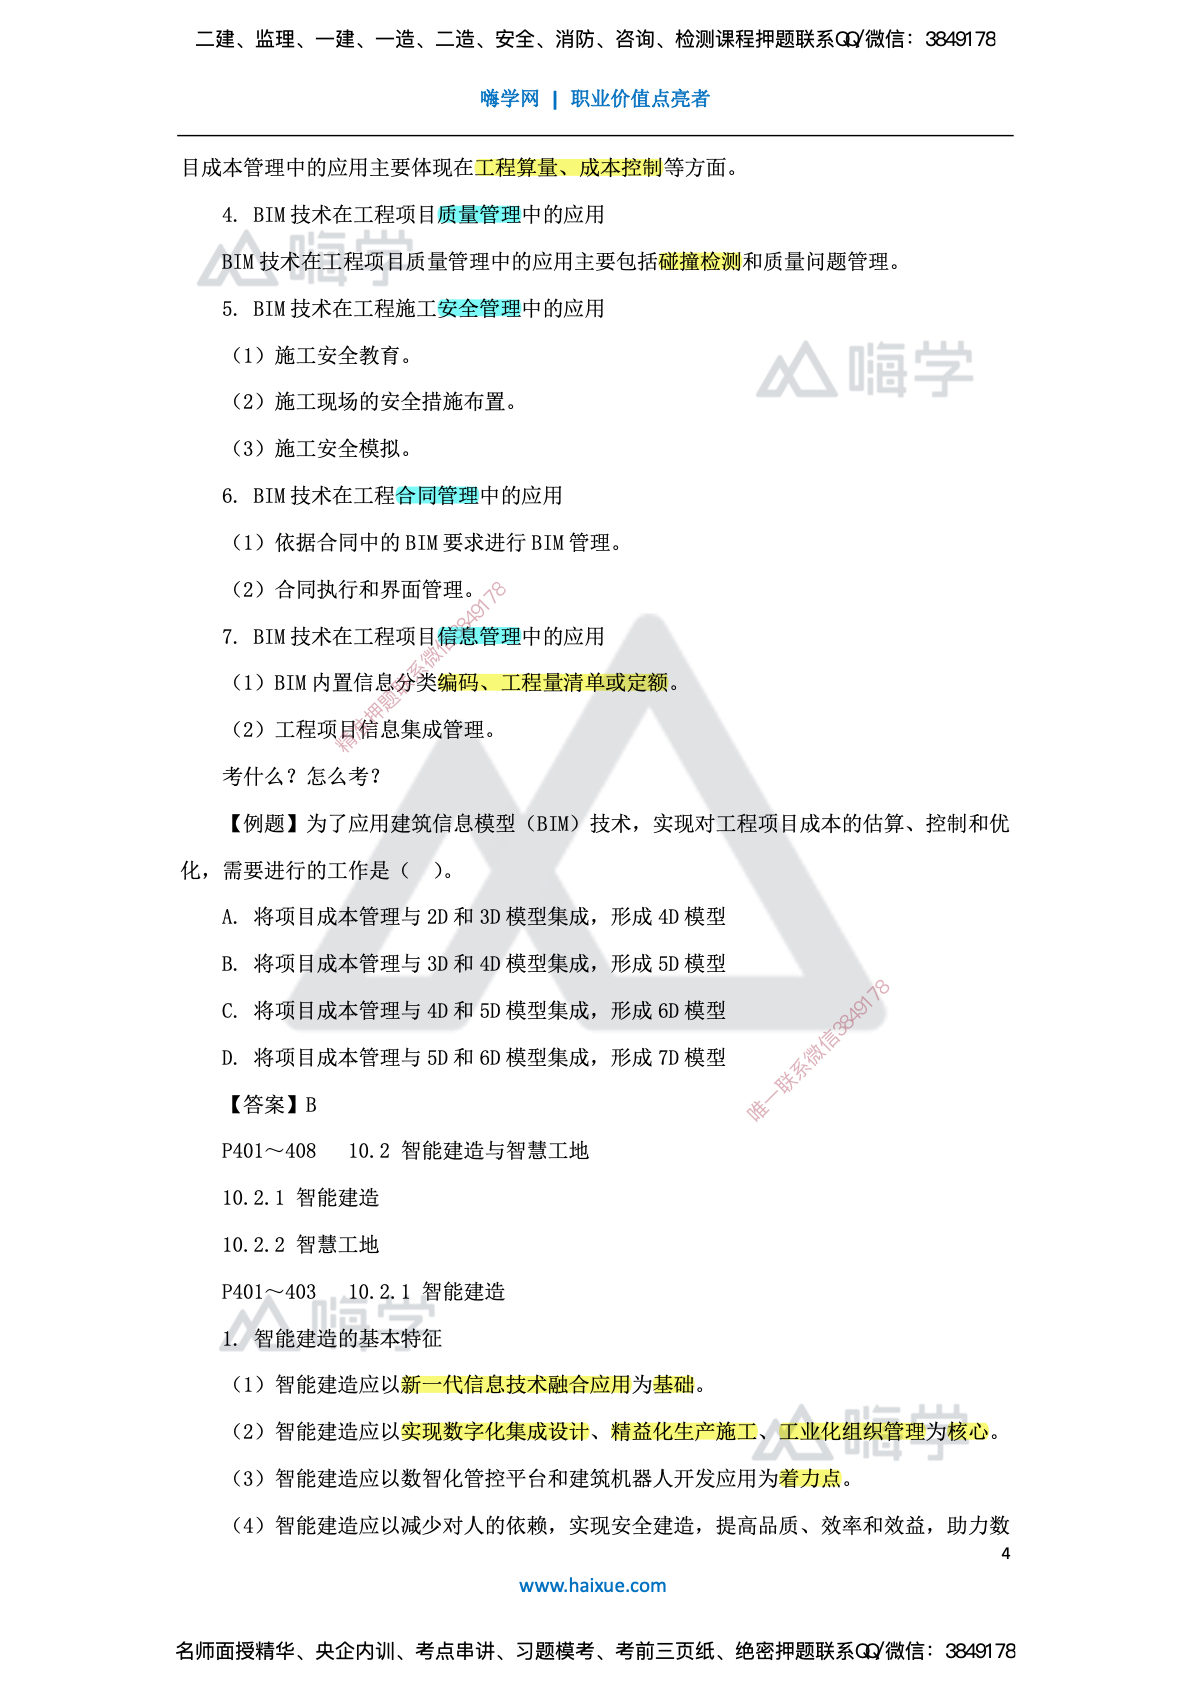 二建、监理、一建、一造、二造、安全、消防、咨询、检测课程押题联系QQ/微信：3849178
嗨学网 | 职业价值点亮者
目成本管理中的应用主要体现在工程算量、成本控制等方面。
4. BIM 技术在工程项目质量管理中的应用
嗨学
BIM 技术在工程项目质量管理中的应用主要包括碰撞检测和质量问题管理。
5. BIM 技术在工程施工安全管理中的应用
（1）施工安全教育。
嗨学
（2）施工现场的安全措施布置。
（3）施工安全模拟。
6. BIM 技术在工程合同管理中的应用
（1）依据合同中的 BIM 要求进行 BIM 管理。
（2）合同执行和界面管理。
7. BIM 技术在工程项目信息管理中的应用
（1）BIM 内置信息分类编码、工程量清单或定额。
精准押题联系微信3849178
（2）工程项目信息集成管理。
考什么？怎么考？
【例题】为了应用建筑信息模型（BIM）技术，实现对工程项目成本的估算、控制和优
化，需要进行的工作是（ ）。
A. 将项目成本管理与 2D 和 3D 模型集成，形成 4D 模型
B. 将项目成本管理与 3D 和 4D 模型集成，形成 5D 模型
C. 将项目成本管理与 4D 和 5D 模型集成，形成 6D 模型
D. 将项目成本管理与 5D 和 6D 模型集成，形成 7D 模型
唯一联系微信3849178
【答案】B
P401～408 10.2 智能建造与智慧工地
10.2.1 智能建造
10.2.2 智慧工地
P401～403 10.2.1 智能建造
嗨学
1. 智能建造的基本特征
（1）智能建造应以新一代信息技术融合应用为基础。
（2）智能建造应以实现数字化集成设计、精益化生产施工、工业化组织管理为核心。
嗨学
（3）智能建造应以数智化管控平台和建筑机器人开发应用为着力点。
（4）智能建造应以减少对人的依赖，实现安全建造，提高品质、效率和效益，助力数
4
www.haixue.com
名师面授精华、央企内训、考点串讲、习题模考、考前三页纸、绝密押题联系QQ/微信：3849178